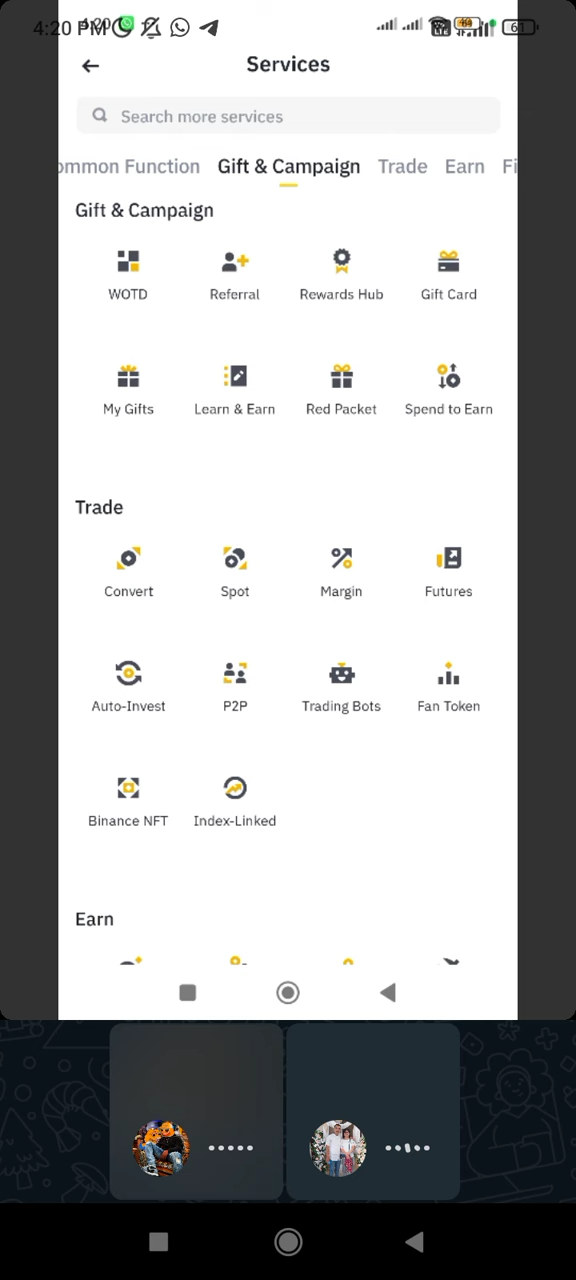 4:20 PM
61
Services
Search more services
ommon Function Gift & Campaign Trade Earn Fi
Gift & Campaign
WOTD Referral Rewards Hub Gift Card
My Gifts Learn & Earn Red Packet Spend to Earn
Trade
Convert Spot Margin Futures
Auto-Invest P2P Trading Bots Fan Token
Binance NFT Index-Linked
Earn